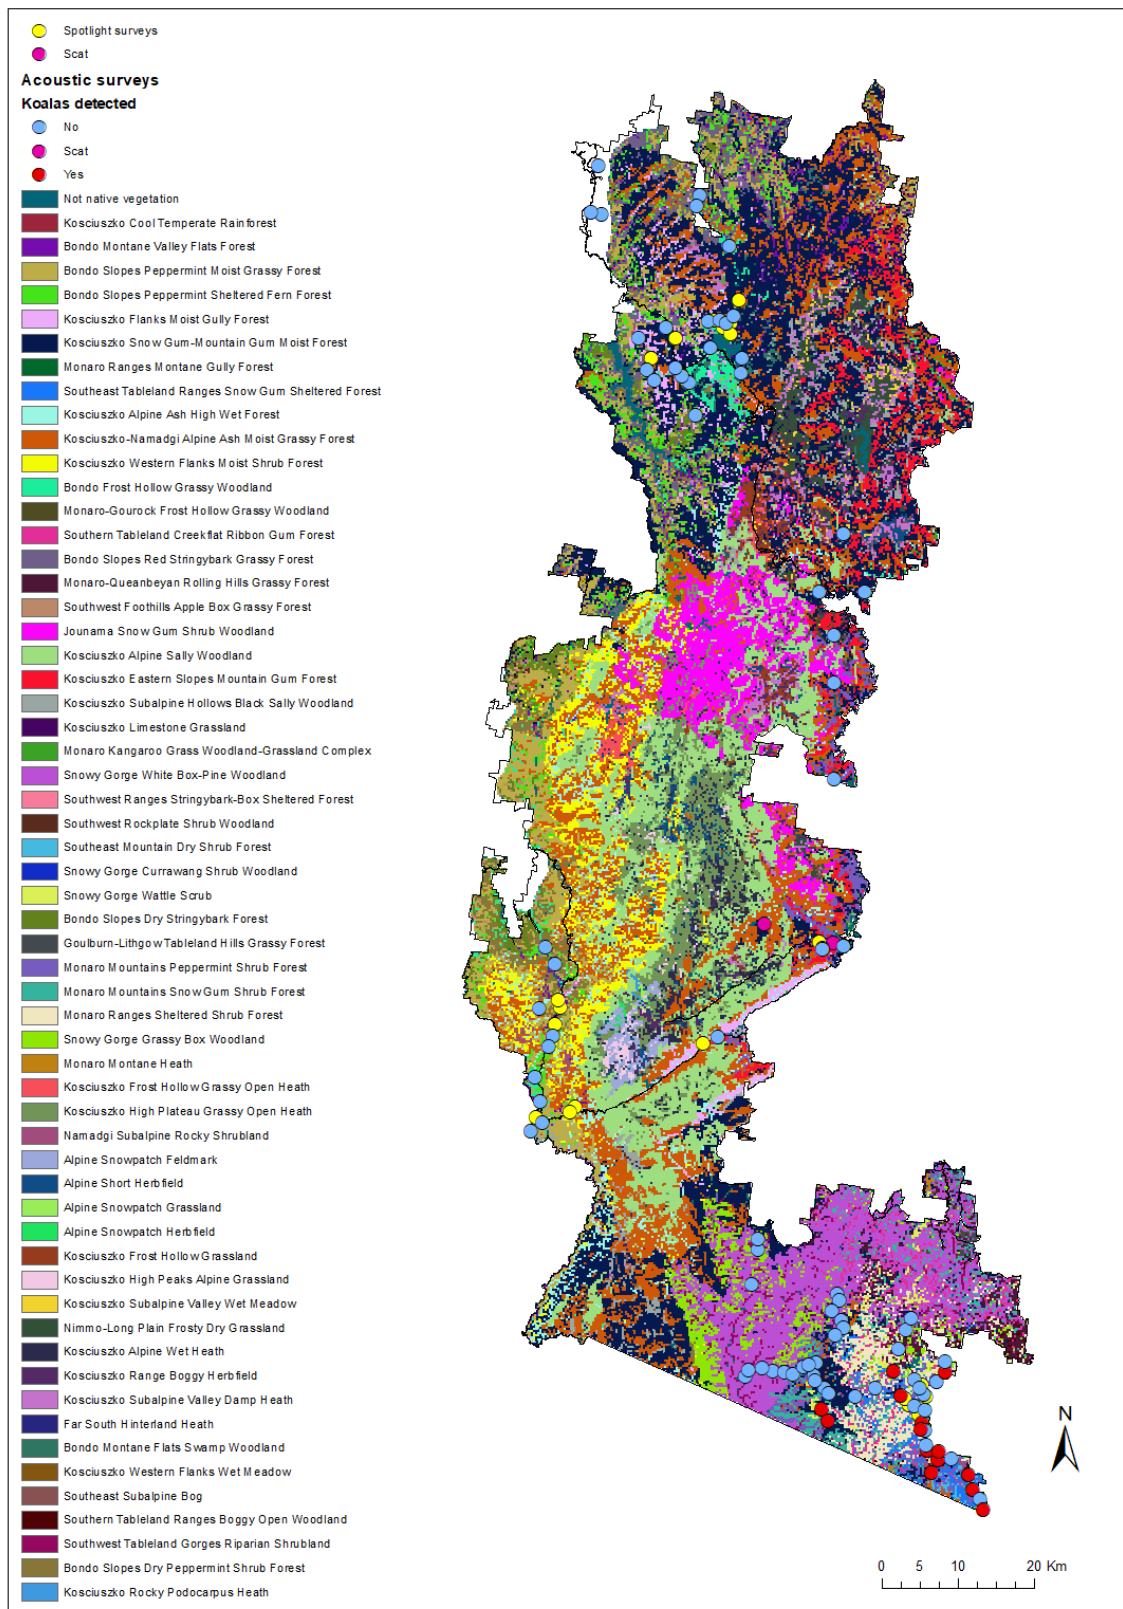 Spotlight surveys
Scat
Acoustic surveys
Koalas detected
No
Scat
Yes
Not native vegetation
Kosciuszko Cool Temperate Rainforest
Bondo Montane Valley Flats Forest
Bondo Slopes Peppermint Moist Grassy Forest
Bondo Slopes Peppermint Sheltered Fern Forest
Kosciuszko Flanks Moist Gully Forest
Kosciuszko Snow Gum-Mountain Gum Moist Forest
Monaro Ranges Montane Gully Forest
Southeast Tableland Ranges Snow Gum Sheltered Forest
Kosciuszko Alpine Ash High Wet Forest
Kosciuszko-Namadgi Alpine Ash Moist Grassy Forest
Kosciuszko Western Flanks Moist Shrub Forest
Bondo Frost Hollow Grassy Woodland
Monaro-Gourock Frost Hollow Grassy Woodland
Southern Tableland Creekflat Ribbon Gum Forest
Bondo Slopes Red Stringybark Grassy Forest
Monaro-Queanbeyan Rolling Hills Grassy Forest
Southwest Foothills Apple Box Grassy Forest
Jounama Snow Gum Shrub Woodland
Kosciuszko Alpine Sally Woodland
Kosciuszko Eastern Slopes Mountain Gum Forest
Kosciuszko Subalpine Hollows Black Sally Woodland
Kosciuszko Limestone Grassland
Monaro Kangaroo Grass Woodland-Grassland Complex
Snowy Gorge White Box-Pine Woodland
Southwest Ranges Stringybark-Box Sheltered Forest
Southwest Rockplate Shrub Woodland
Southeast Mountain Dry Shrub Forest
Snowy Gorge Currawang Shrub Woodland
Snowy Gorge Wattle Scrub
Bondo Slopes Dry Stringybark Forest
Goulburn-Lithgow Tableland Hills Grassy Forest
Monaro Mountains Peppermint Shrub Forest
Monaro Mountains Snow Gum Shrub Forest
Monaro Ranges Sheltered Shrub Forest
Snowy Gorge Grassy Box Woodland
Monaro Montane Heath
Kosciuszko Frost Hollow Grassy Open Heath
Kosciuszko High Plateau Grassy Open Heath
Namadgi Subalpine Rocky Shrubland
Alpine Snowpatch Feldmark
Alpine Short Herbfield
Alpine Snowpatch Grassland
Alpine Snowpatch Herbfield
Kosciuszko Frost Hollow Grassland
Kosciuszko High Peaks Alpine Grassland
Kosciuszko Subalpine Valley Wet Meadow
Nimmo-Long Plain Frosty Dry Grassland
Kosciuszko Alpine Wet Heath
Kosciuszko Range Boggy Herbfield
Kosciuszko Subalpine Valley Damp Heath
Far South Hinterland Heath
Bondo Montane Flats Swamp Woodland
Kosciuszko Western Flanks Wet Meadow
Southeast Subalpine Bog
Southern Tableland Ranges Boggy Open Woodland
Southwest Tableland Gorges Riparian Shrubland
Bondo Slopes Dry Peppermint Shrub Forest
Kosciuszko Rocky Podocarpus Heath
N
0 5 10 20 Km